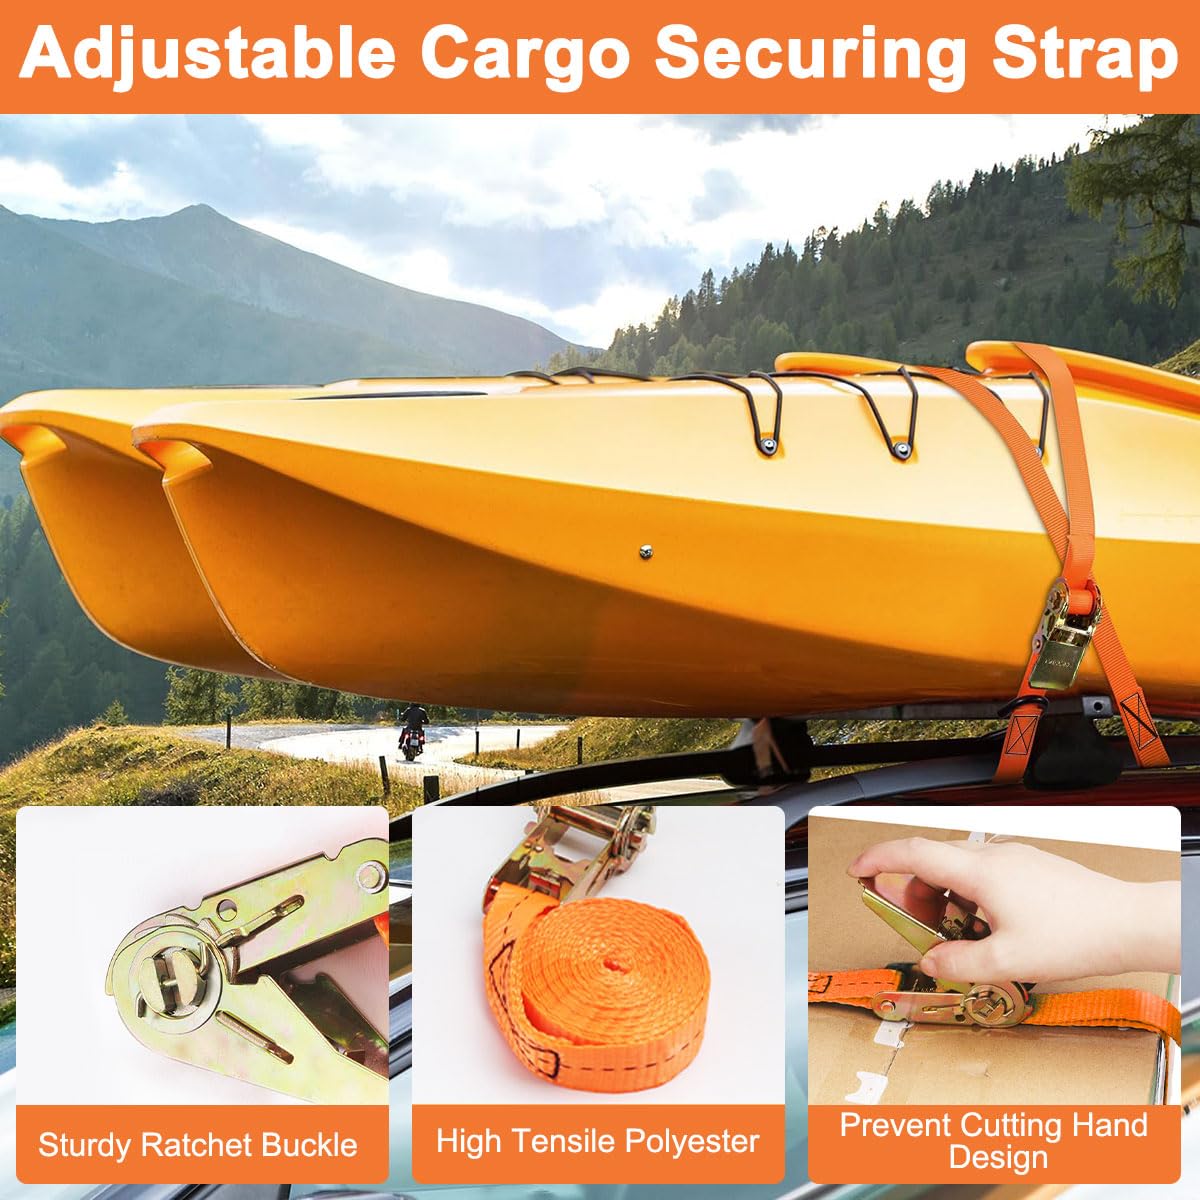 Adjustable Cargo Securing Strap
Sturdy Ratchet Buckle
High Tensile Polyester
Prevent Cutting Hand
Design